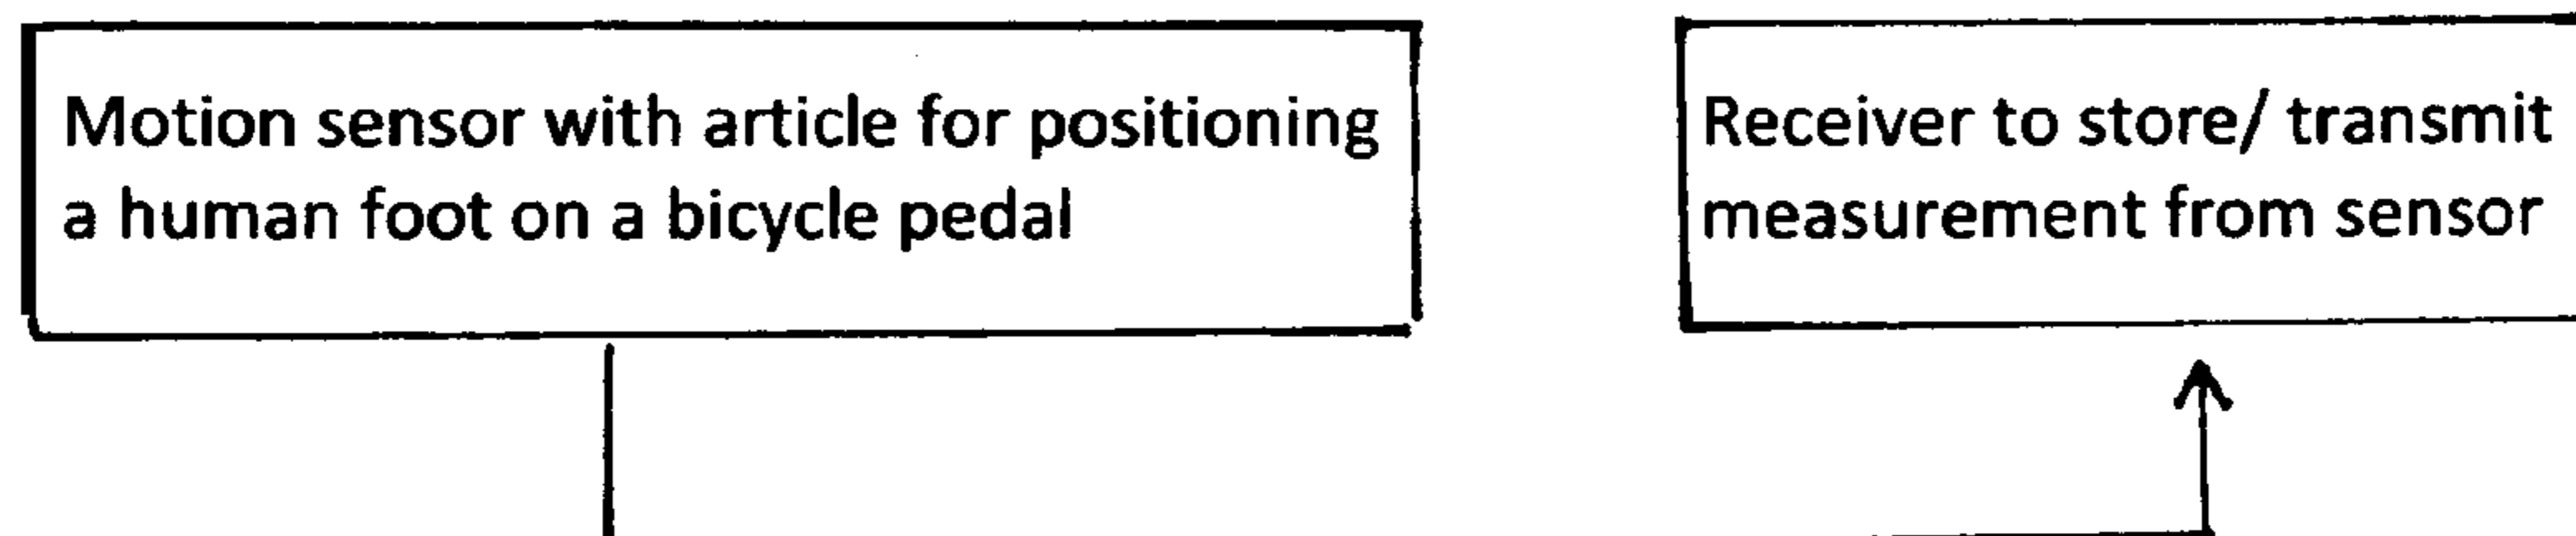 Motion sensor with article for positioning
a human foot on a bicycle pedal
Receiver to store/ transmit
measurement from sensor